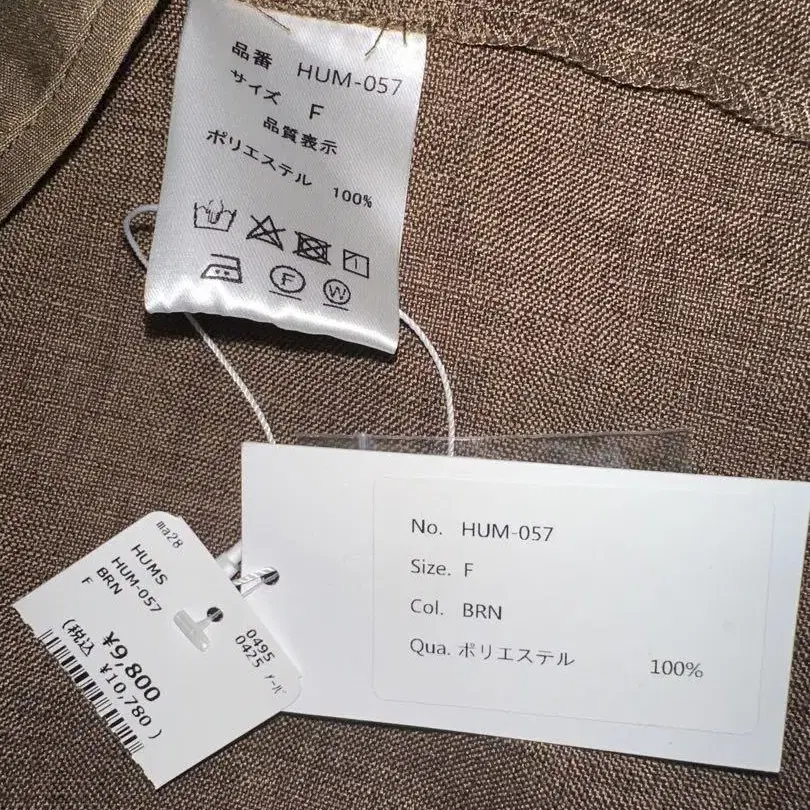 品番 HUM-057
サイズ F
品質表示
ポリエステル 100%
F
W
No. HUM-057
Size. F
Col. BRN
Qua. ポリエステル 100%
ma28
HUMS
HUM-057
BRN
F
0495
0425
¥9,800
(税込 ¥10,780)